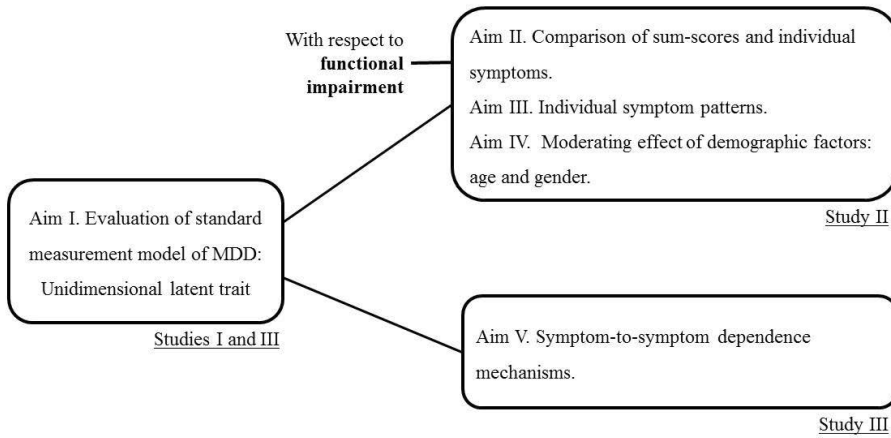 With respect to
functional
impairment
Aim II. Comparison of sum-scores and individual
symptoms.
Aim III. Individual symptom patterns.
Aim IV. Moderating effect of demographic factors:
age and gender.
Study II
Aim I. Evaluation of standard
measurement model of MDD:
Unidimensional latent trait
Studies I and III
Aim V. Symptom-to-symptom dependence
mechanisms.
Study III